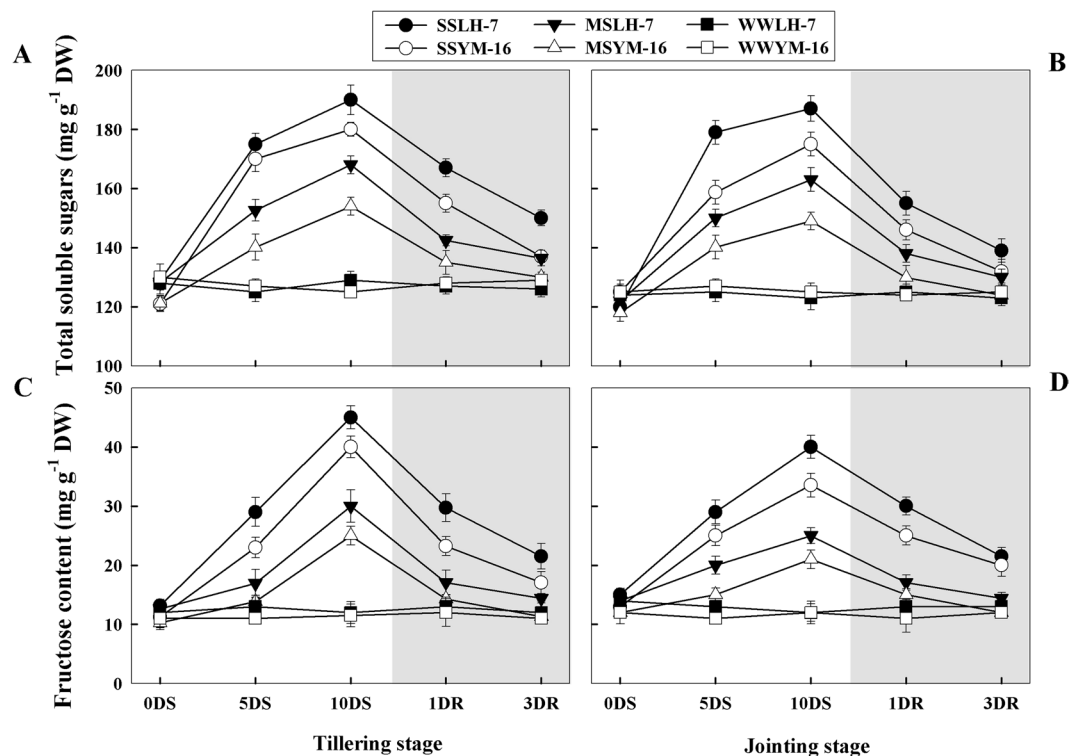 SSLH-7 MSLH-7 WWLH-7
SSYM-16 MSYM-16 WWYM-16
A
B
Total soluble sugars (mg g⁻¹ DW)
200
180
160
140
120
100
C
D
Fructose content (mg g⁻¹ DW)
50
40
30
20
10
0
0DS 5DS 10DS 1DR 3DR
0DS 5DS 10DS 1DR 3DR
Tillering stage
Jointing stage